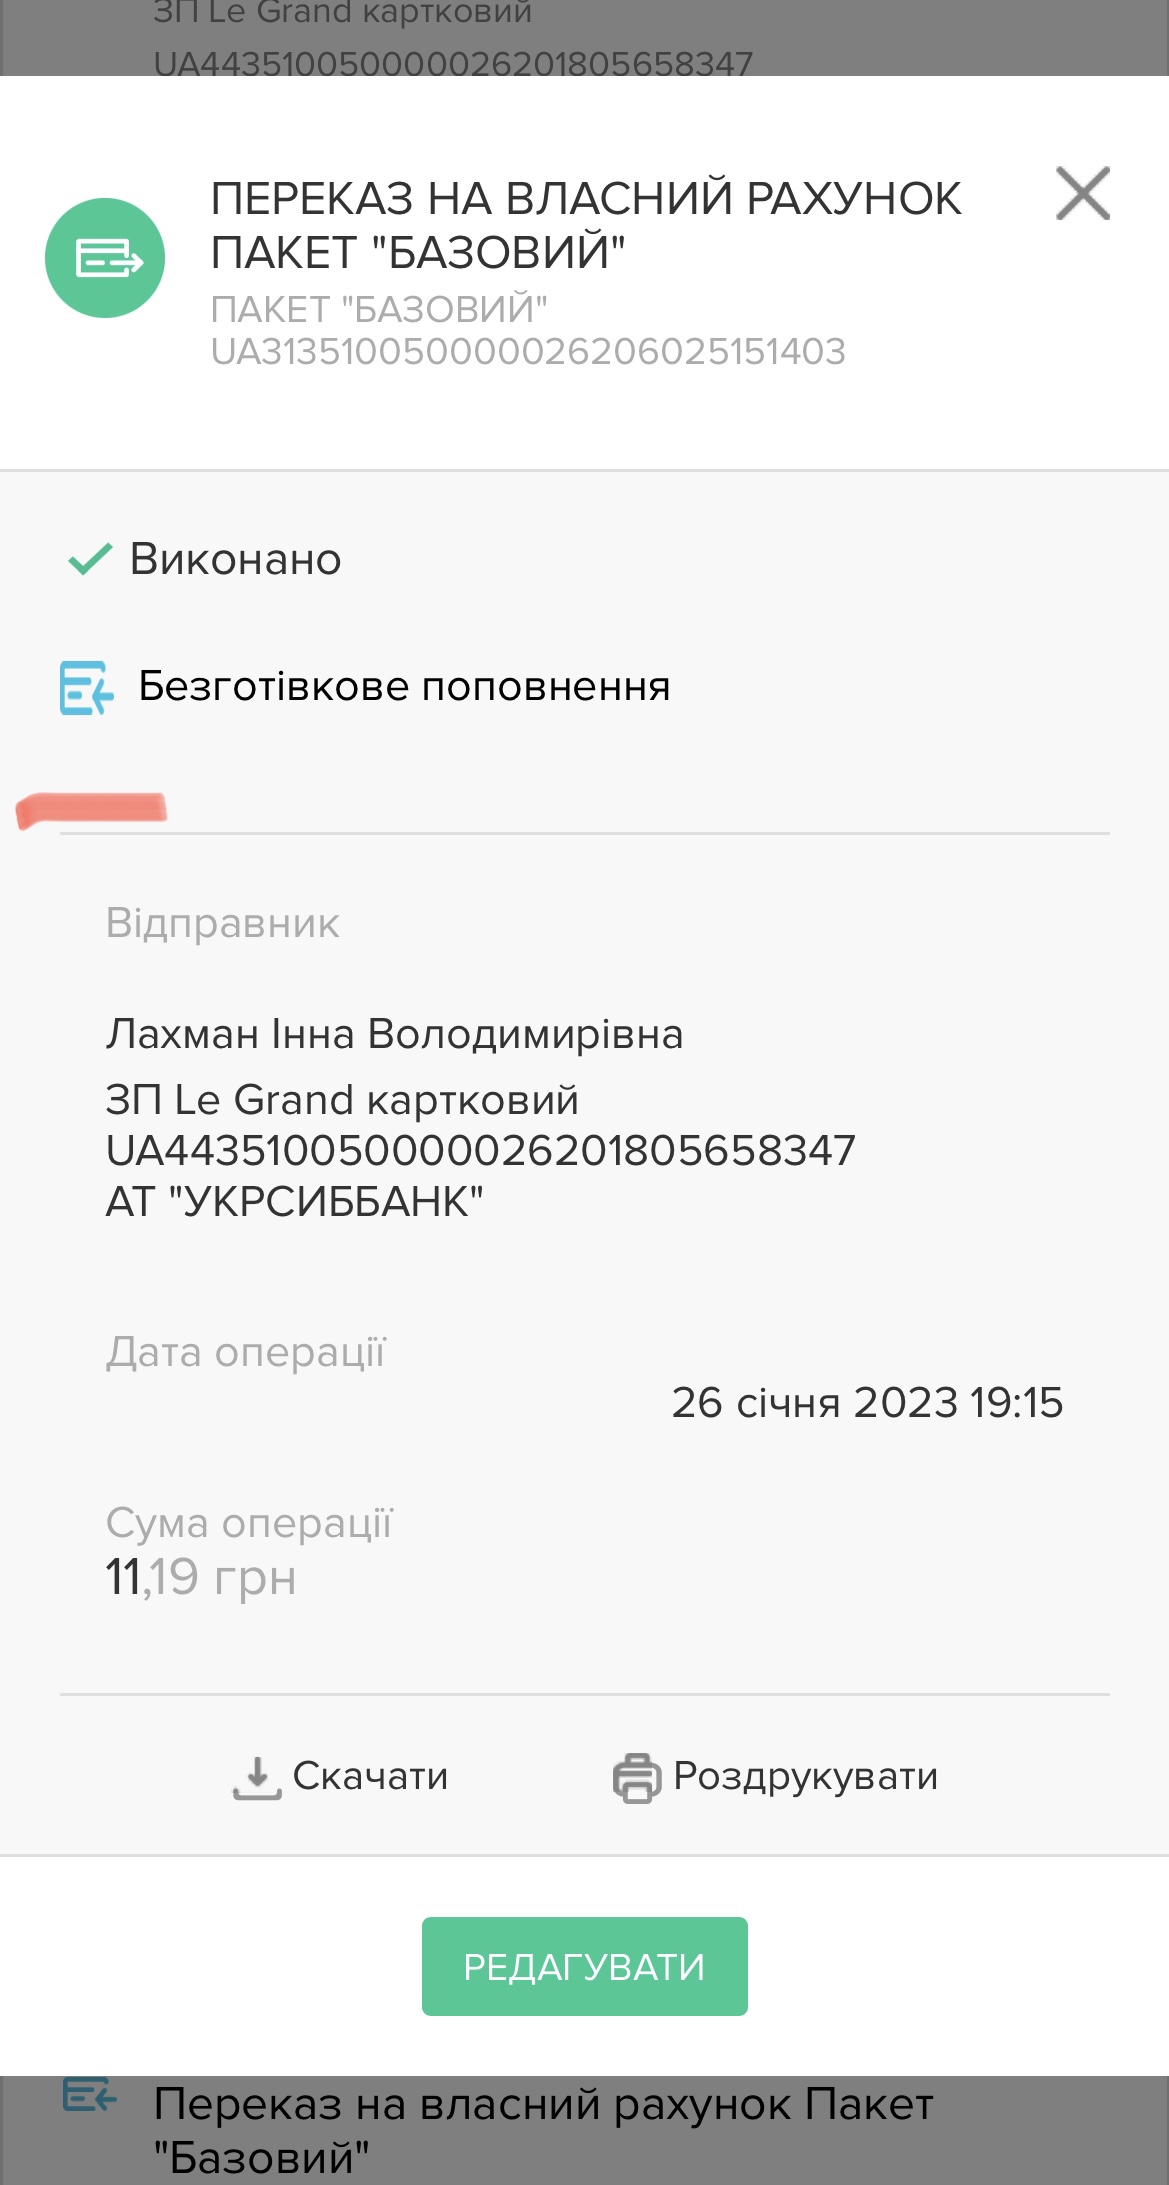 ЗП Le Grand картковий
UA443510050000026201805658347
ПЕРЕКАЗ НА ВЛАСНИЙ РАХУНОК
ПАКЕТ "БАЗОВИЙ"
ПАКЕТ "БАЗОВИЙ"
UA313510050000026206025151403
Виконано
Безготівкове поповнення
Відправник
Лахман Інна Володимирівна
ЗП Le Grand картковий
UA443510050000026201805658347
АТ "УКРСИББАНК"
Дата операції
26 січня 2023 19:15
Сума операції
11,19 грн
Скачати
Роздрукувати
РЕДАГУВАТИ
Переказ на власний рахунок Пакет
"Базовий"